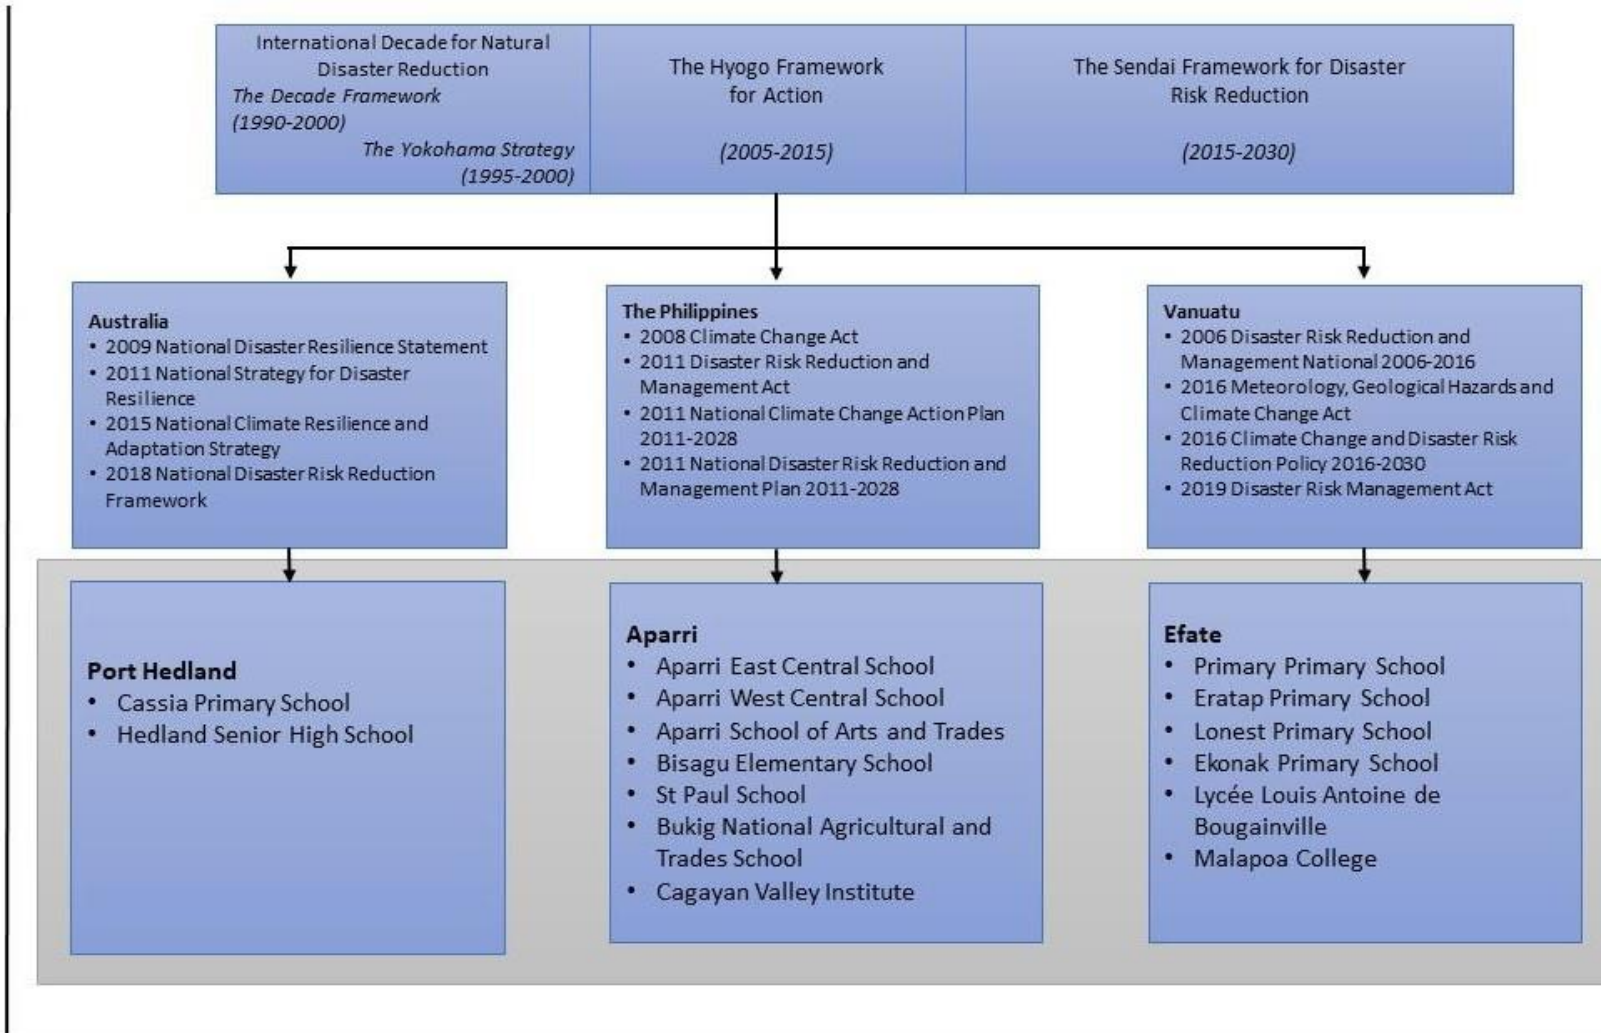 International Decade for Natural
Disaster Reduction
The Decade Framework
(1990-2000)
The Yokohama Strategy
(1995-2000)
The Hyogo Framework
for Action
(2005-2015)
The Sendai Framework for Disaster
Risk Reduction
(2015-2030)
Australia
• 2009 National Disaster Resilience Statement
• 2011 National Strategy for Disaster
Resilience
• 2015 National Climate Resilience and
Adaptation Strategy
• 2018 National Disaster Risk Reduction
Framework
The Philippines
• 2008 Climate Change Act
• 2011 Disaster Risk Reduction and
Management Act
• 2011 National Climate Change Action Plan
2011-2028
• 2011 National Disaster Risk Reduction and
Management Plan 2011-2028
Vanuatu
• 2006 Disaster Risk Reduction and
Management National 2006-2016
• 2016 Meteorology, Geological Hazards and
Climate Change Act
• 2016 Climate Change and Disaster Risk
Reduction Policy 2016-2030
• 2019 Disaster Risk Management Act
Port Hedland
• Cassia Primary School
• Hedland Senior High School
Aparri
• Aparri East Central School
• Aparri West Central School
• Aparri School of Arts and Trades
• Bisagu Elementary School
• St Paul School
• Bukig National Agricultural and
Trades School
• Cagayan Valley Institute
Efate
• Primary Primary School
• Eratap Primary School
• Lonest Primary School
• Ekonak Primary School
• Lycée Louis Antoine de
Bougainville
• Malapoa College